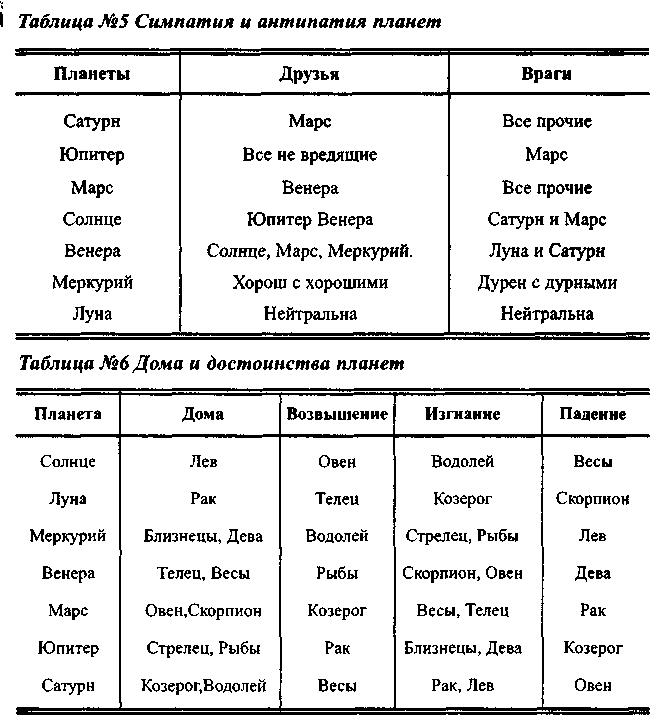 Таблица №5 Симпатия и антипатия планет
Планеты Друзья Враги
Сатурн Марс Все прочие
Юпитер Все не вредящие Марс
Марс Венера Все прочие
Солнце Юпитер Венера Сатурн и Марс
Венера Солнце, Марс, Меркурий. Луна и Сатурн
Меркурий Хорош с хорошими Дурен с дурными
Луна Нейтральна Нейтральна
Таблица №6 Дома и достоинства планет
Планета Дома Возвышение Изгнание Падение
Солнце Лев Овен Водолей Весы
Луна Рак Телец Козерог Скорпион
Меркурий Близнецы, Дева Водолей Стрелец, Рыбы Лев
Венера Телец, Весы Рыбы Скорпион, Овен Дева
Марс Овен,Скорпион Козерог Весы, Телец Рак
Юпитер Стрелец, Рыбы Рак Близнецы, Дева Козерог
Сатурн Козерог,Водолей Весы Рак, Лев Овен